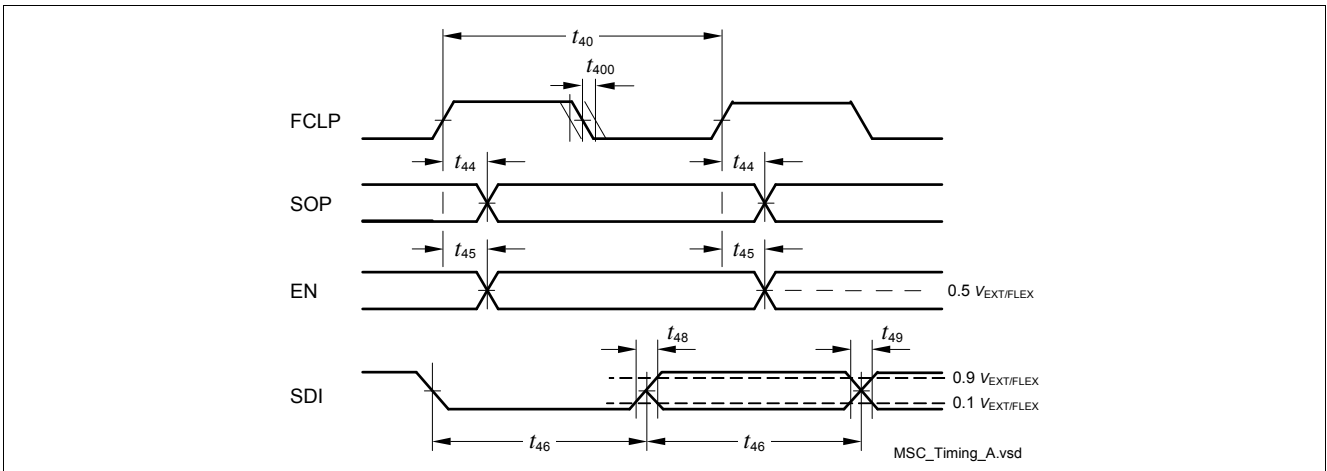 t40
t400
FCLP
t44
t44
SOP
t45
t45
EN
0.5 VEXT/FLEX
t48
t49
0.9 VEXT/FLEX
SDI
0.1 VEXT/FLEX
t46
t46
MSC_Timing_A.vsd